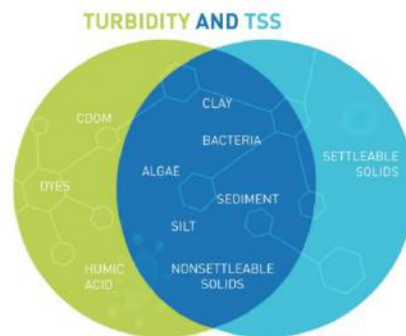 TURBIDITY AND TSS
CLAY
CDOM
BACTERIA
SETTLEABLE
SOLIDS
ALGAE
DYES
SEDIMENT
SILT
HUMIC
ACID
NONSETTLEABLE
SOLIDS